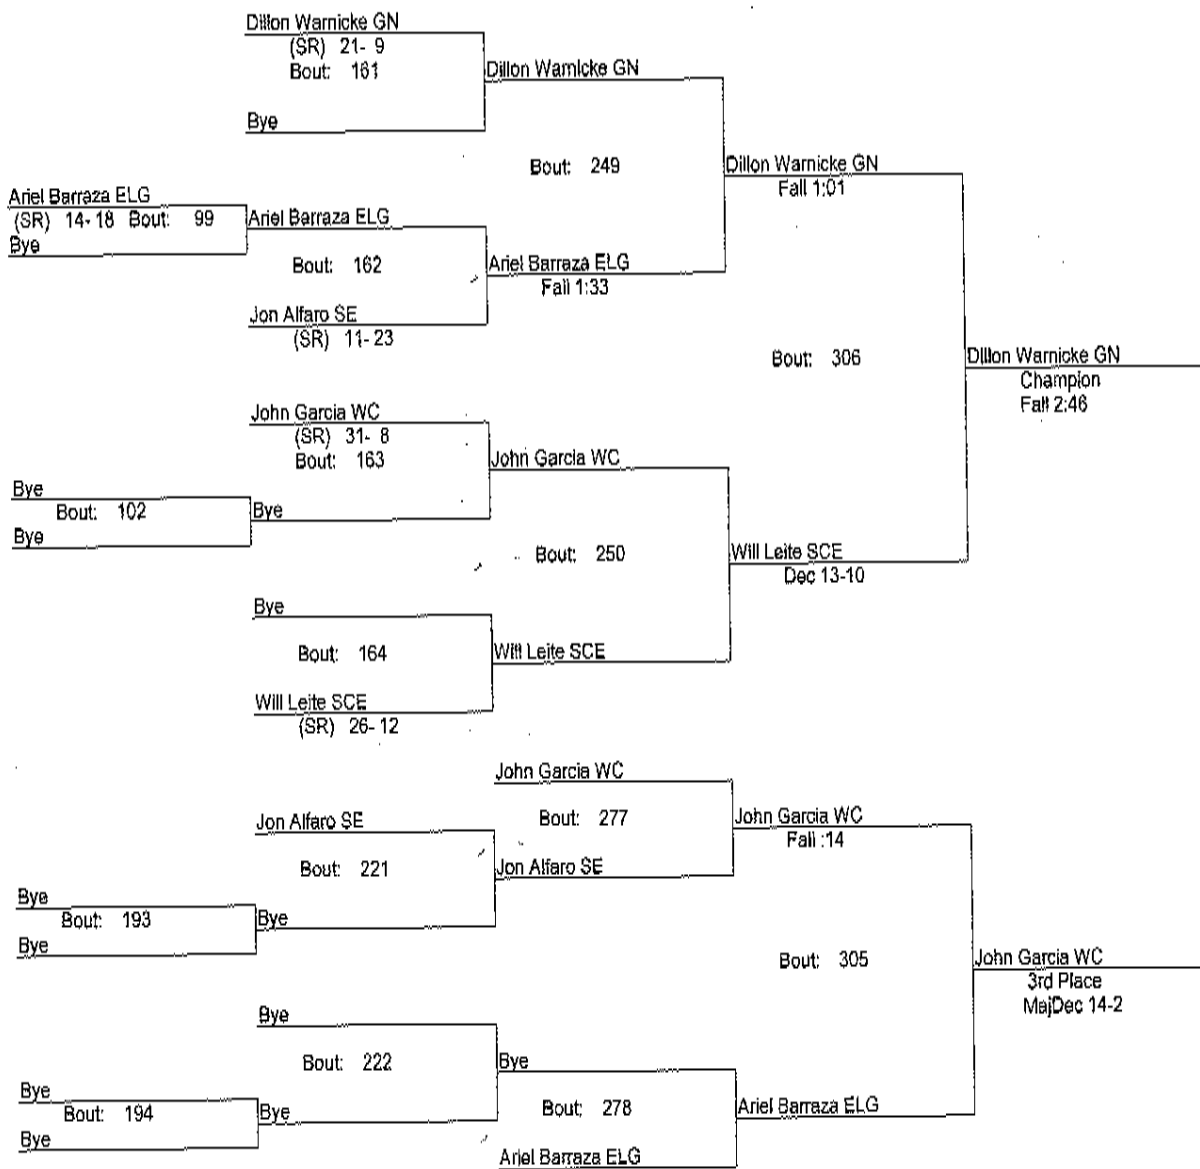 Dillon Warnicke GN
(SR) 21- 9
Bout: 161
Dillon Warnicke GN
Bye
Bout: 249
Dillon Warnicke GN
Fall 1:01
Ariel Barraza ELG
(SR) 14- 18 Bout: 99
Bye
Ariel Barraza ELG
Bout: 162
Ariel Barraza ELG
Fall 1:33
Jon Alfaro SE
(SR) 11- 23
Bout: 306
Dillon Warnicke GN
Champion
Fall 2:46
John Garcia WC
(SR) 31- 8
Bout: 163
John Garcia WC
Bye
Bout: 102
Bye
Bye
Bout: 250
Will Leite SCE
Dec 13-10
Bye
Bout: 164
Will Leite SCE
Will Leite SCE
(SR) 26- 12
John Garcia WC
Bout: 277
John Garcia WC
Fall :14
Jon Alfaro SE
Bout: 221
Jon Alfaro SE
Bye
Bout: 193
Bye
Bye
Bout: 305
John Garcia WC
3rd Place
MajDec 14-2
Bye
Bout: 222
Bye
Bye
Bout: 194
Bye
Bye
Bout: 278
Ariel Barraza ELG
Ariel Barraza ELG